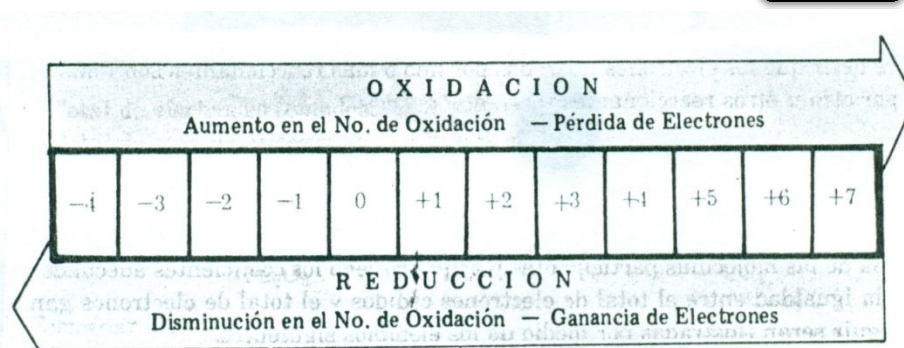 OXIDACION
Aumento en el No. de Oxidación — Pérdida de Electrones
−4 −3 −2 −1 0 +1 +2 +3 +4 +5 +6 +7
REDUCCION
Disminución en el No. de Oxidación — Ganancia de Electrones